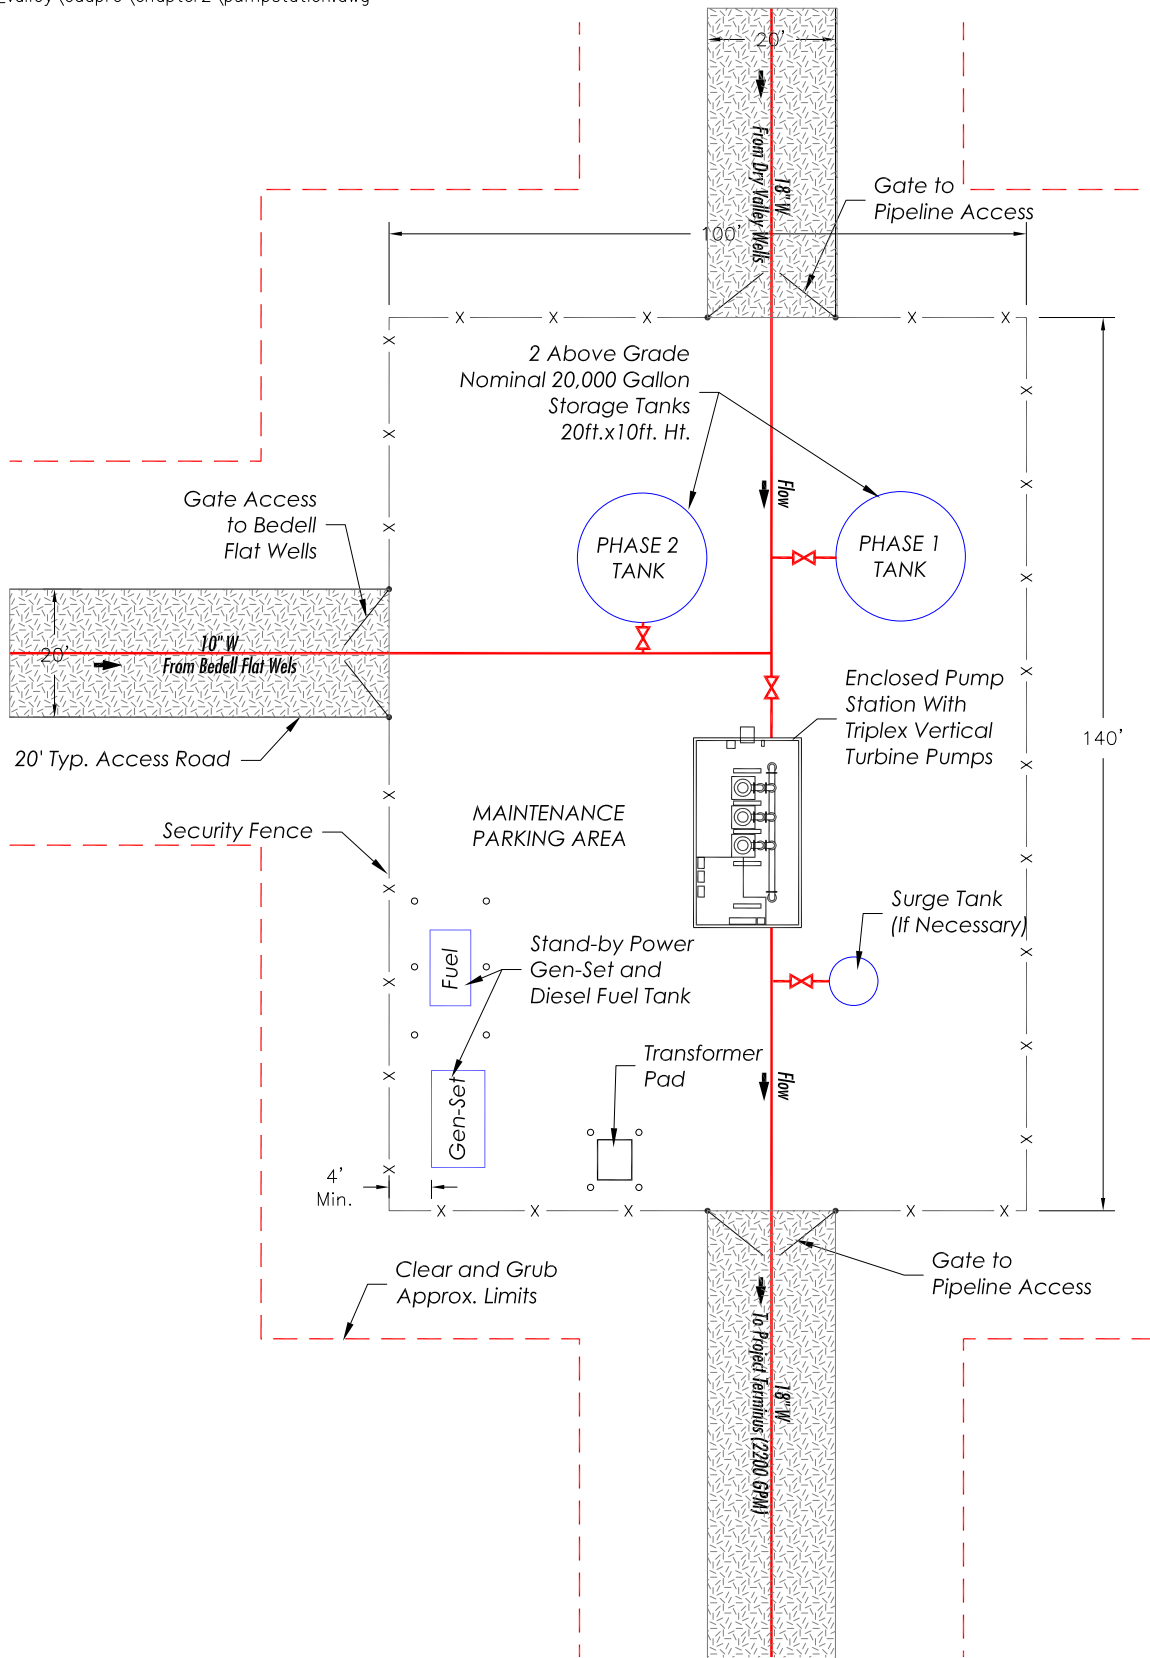 _valley\cadpro\chapter2\pumpstation.dwg
20'
From Dry Valley Wells
18" W
Gate to
Pipeline Access
100'
2 Above Grade
Nominal 20,000 Gallon
Storage Tanks
20ft.x10ft. Ht.
Flow
Gate Access
to Bedell
Flat Wells
PHASE 2
TANK
PHASE 1
TANK
20'
10" W
From Bedell Flat Wels
Enclosed Pump
Station With
Triplex Vertical
Turbine Pumps
140'
20' Typ. Access Road
MAINTENANCE
PARKING AREA
Security Fence
Surge Tank
(If Necessary)
Stand-by Power
Gen-Set and
Diesel Fuel Tank
Fuel
Transformer
Pad
Flow
Gen-Set
4'
Min.
Clear and Grub
Approx. Limits
Gate to
Pipeline Access
To Project Terminus (2200 GPM)
18" W